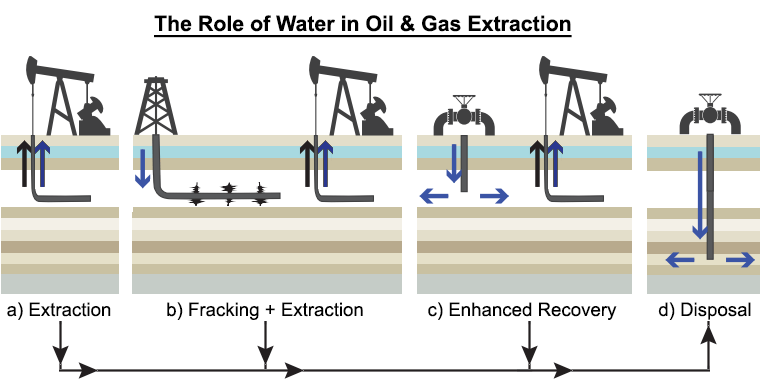 The Role of Water in Oil & Gas Extraction
a) Extraction
b) Fracking + Extraction
c) Enhanced Recovery
d) Disposal